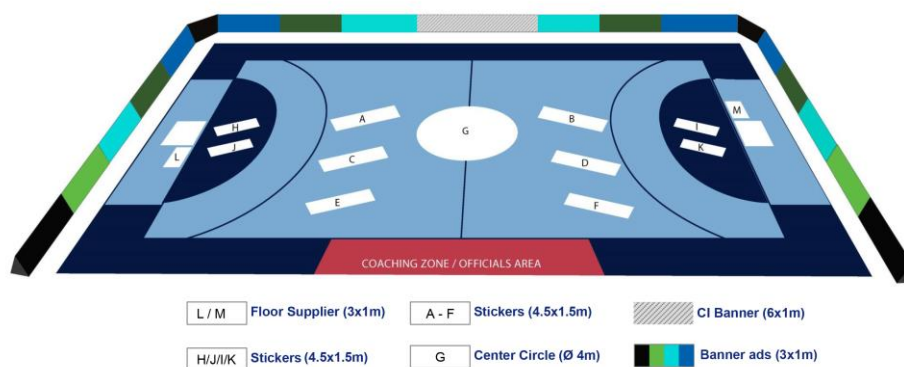 M
A
B
H
I
G
J
K
L
C
D
E
F
COACHING ZONE / OFFICIALS AREA
L / M Floor Supplier (3x1m)
A - F Stickers (4.5x1.5m)
CI Banner (6x1m)
H/J/I/K Stickers (4.5x1.5m)
G Center Circle (Ø 4m)
Banner ads (3x1m)